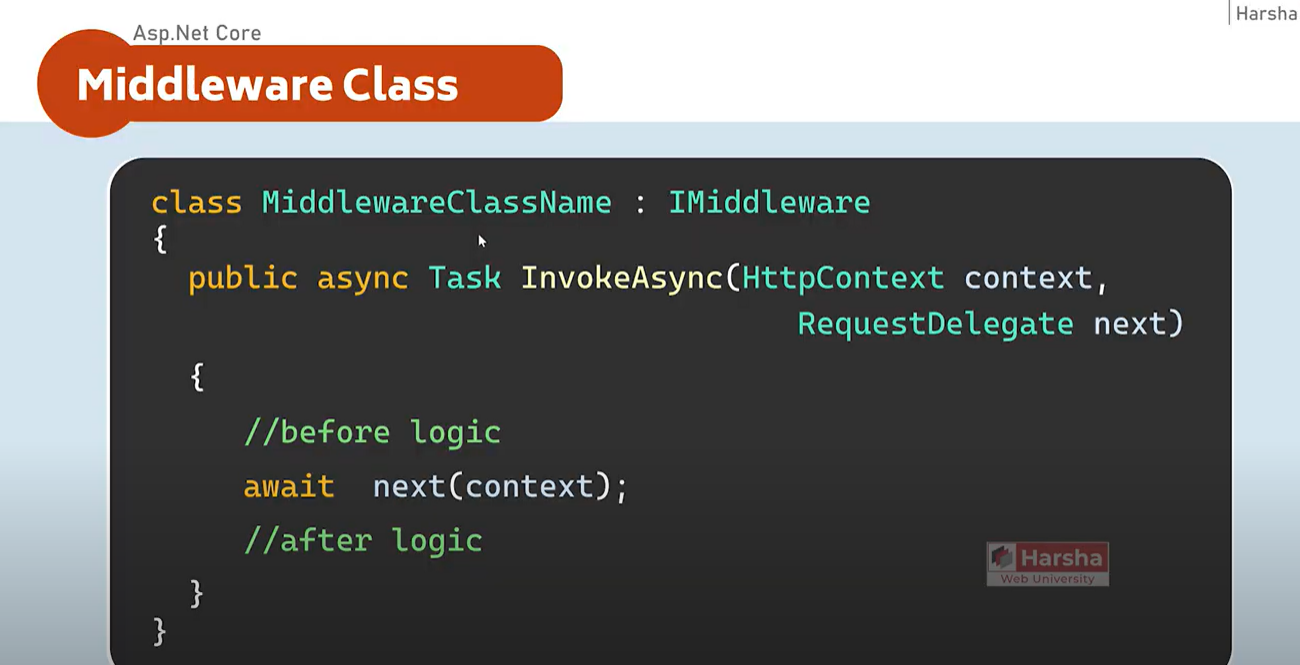 Harsha
Asp.Net Core
Middleware Class
class MiddlewareClassName : IMiddleware
{
public async Task InvokeAsync(HttpContext context,
RequestDelegate next)
{
//before logic
await next(context);
//after logic
}
}
Harsha
Web University